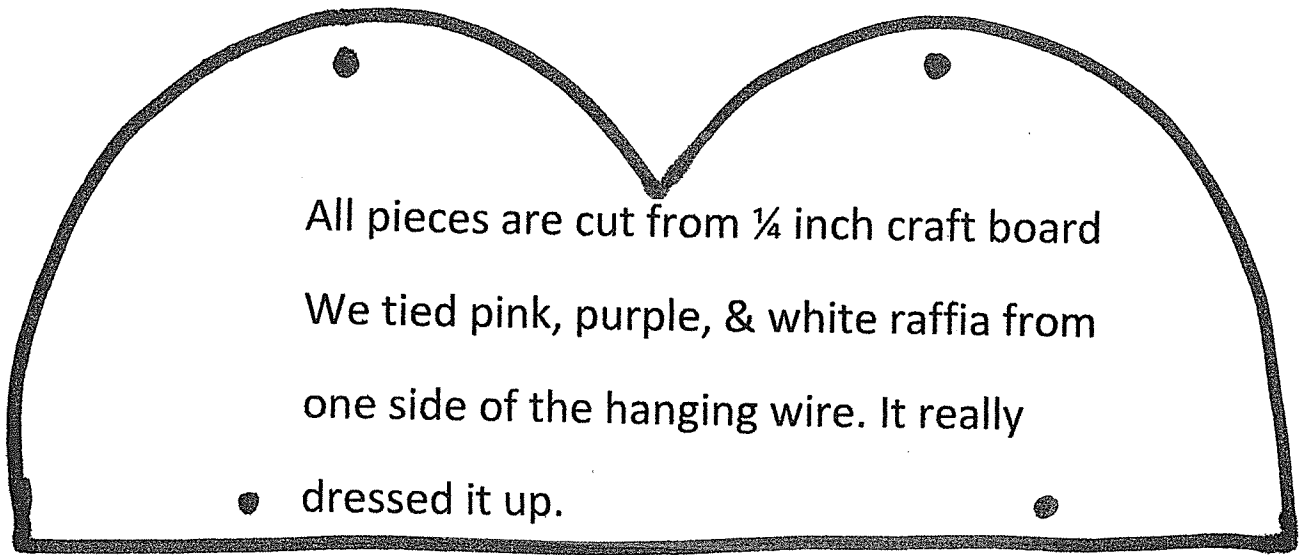 All pieces are cut from ¼ inch craft board
We tied pink, purple, & white raffia from
one side of the hanging wire. It really
dressed it up.